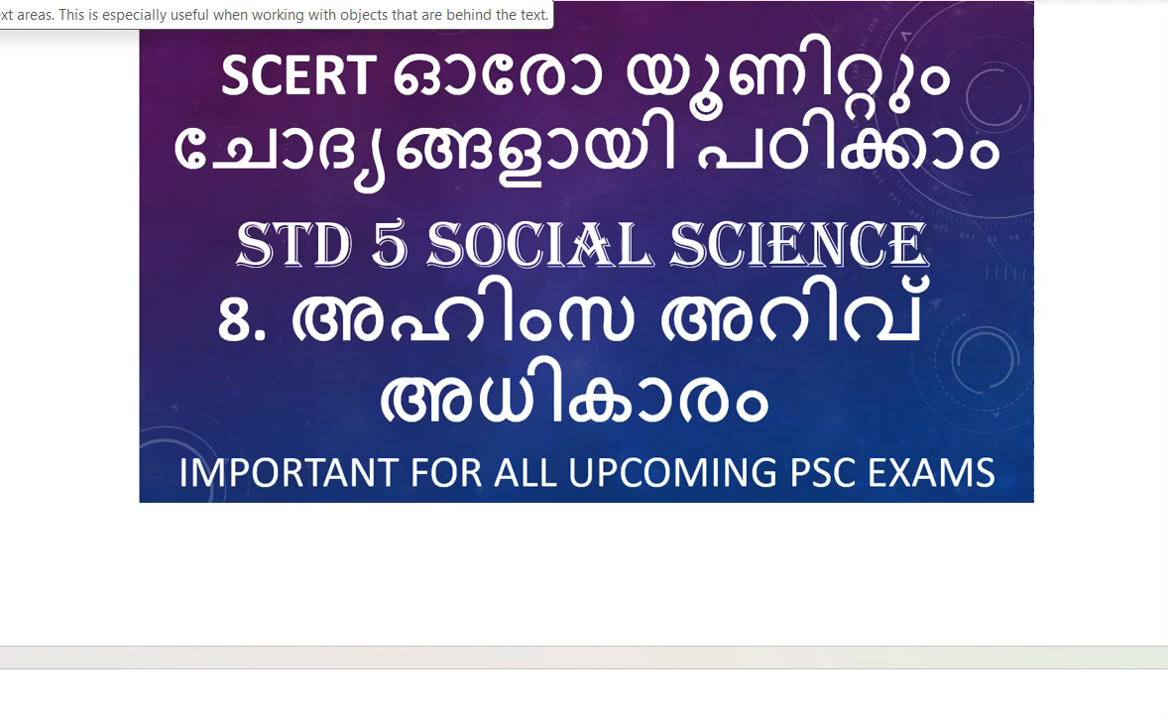 ext areas. This is especially useful when working with objects that are behind the text.
SCERT ഓരോ യൂണിറ്റും
ചോദ്യങ്ങളായി പഠിക്കാം
STD 5 SOCIAL SCIENCE
8. അഹിംസ അറിവ്
അധികാരം
IMPORTANT FOR ALL UPCOMING PSC EXAMS